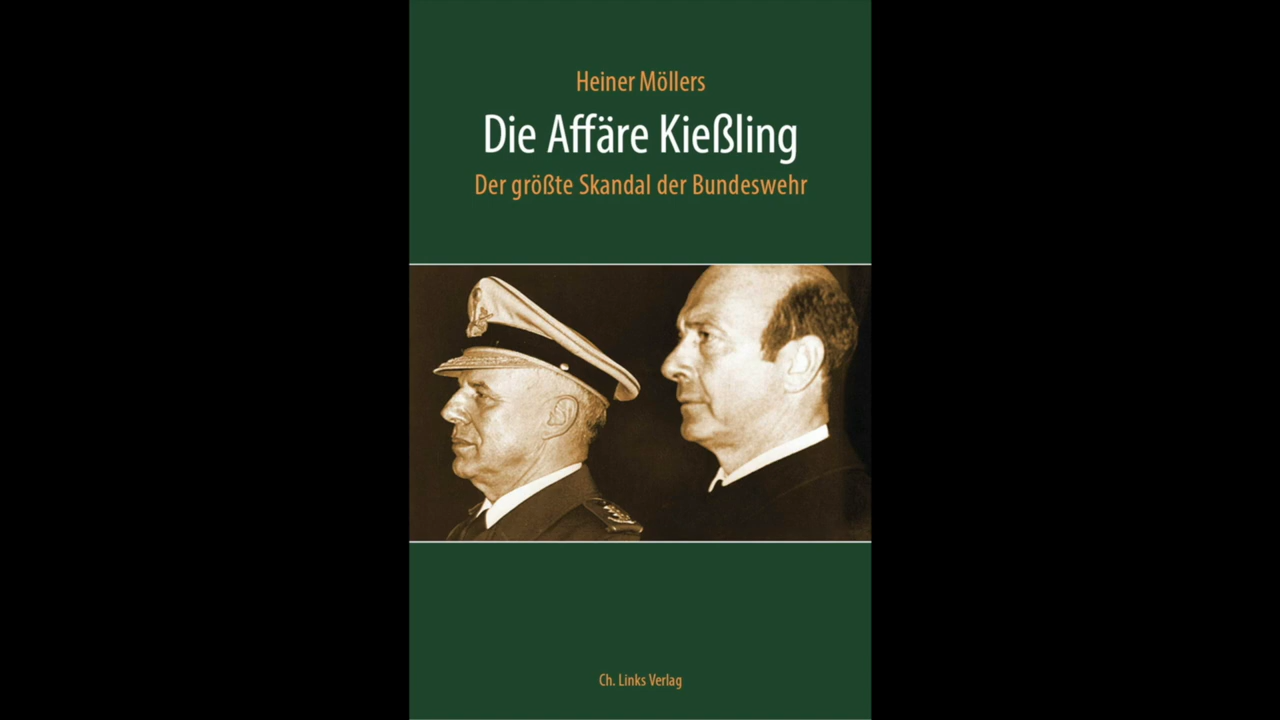 Heiner Möllers
Die Affäre Kießling
Der größte Skandal der Bundeswehr
Ch. Links Verlag